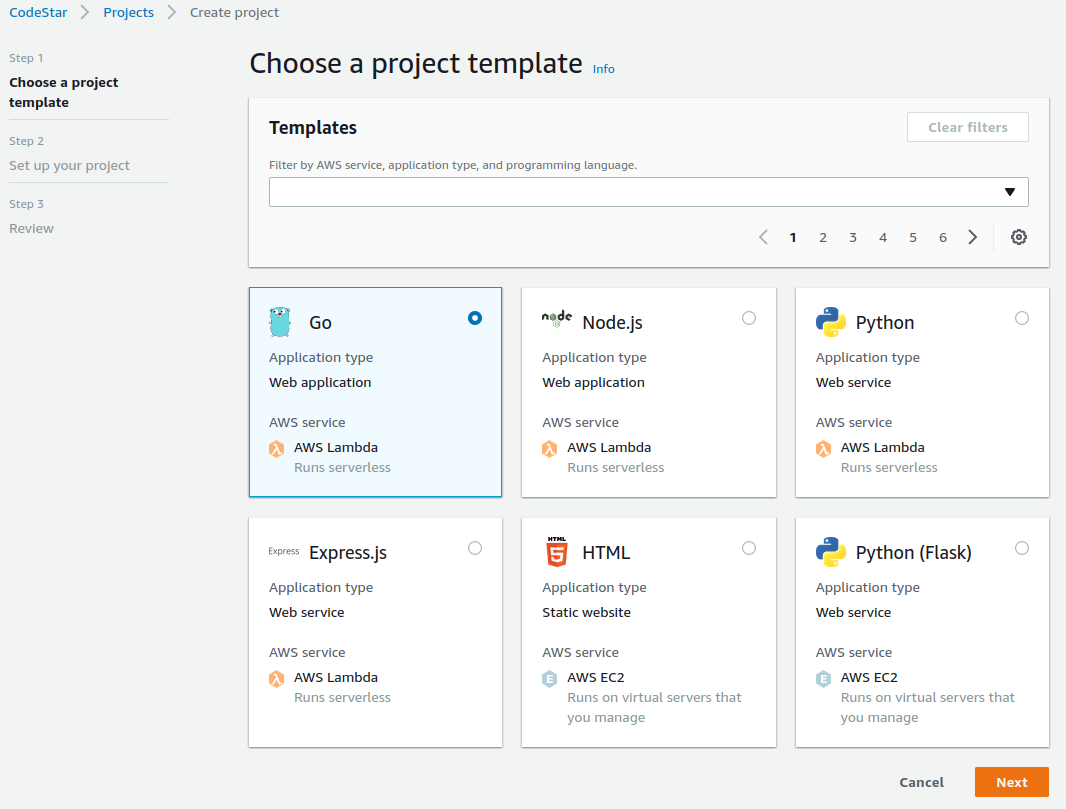 CodeStar Projects Create project
Step 1
Choose a project
template
Step 2
Set up your project
Step 3
Review
Choose a project template Info
Templates
Clear filters
Filter by AWS service, application type, and programming language.
1 2 3 4 5 6
Go
Application type
Web application
AWS service
AWS Lambda
Runs serverless
node
Node.js
Application type
Web application
AWS service
AWS Lambda
Runs serverless
Python
Application type
Web service
AWS service
AWS Lambda
Runs serverless
Express
Express.js
Application type
Web service
AWS service
AWS Lambda
Runs serverless
HTML
5
HTML
Application type
Static website
AWS service
E
AWS EC2
Runs on virtual servers that
you manage
Python (Flask)
Application type
Web service
AWS service
E
AWS EC2
Runs on virtual servers that
you manage
Cancel
Next